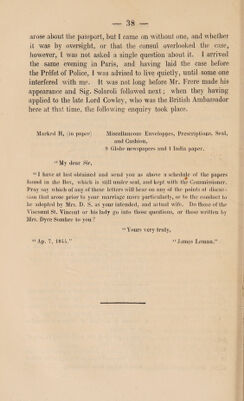 — 38 —
arose about the passport, but I came on without one, and whether
it was by oversight, or that the consul overlooked the case,
however, I was not asked a single question about it. I arrived
the same evening in Paris, and having laid the case before
the Préfet of Police, I was advised to live quietly, until some one
interfered with me. It was not long before Mr. Frere made his
appearance and Sig. Solaroli followed next; when they having
applied to the late Lord Cowley, who was the British Ambassador
here at that time, the following enquiry took place.
Marked H, (in paper) Miscellaneous Enveloppes, Prescriptions, Seal,
and Cushion,
9 Globe newspapers and 1 India paper.
“My dear Sir,
“I have at last obtained and send you as above a schedule of the papers
found in the Box, which is still under seal, and kept with the Commissioner.
Pray say which of any of these letters will bear on any of the points of discus-
sion that arose prior to your marriage more particularly, or to the conduct to
be adopted by Mrs. D. S. as your intended, and actual wife. Do those of the
Viscount St. Vincent or his lady go into those questions, or those written by
Mrs. Dyce Sombre to you?
“Yours very truly,
“Ap. 7, 1844.” “James Leman.”